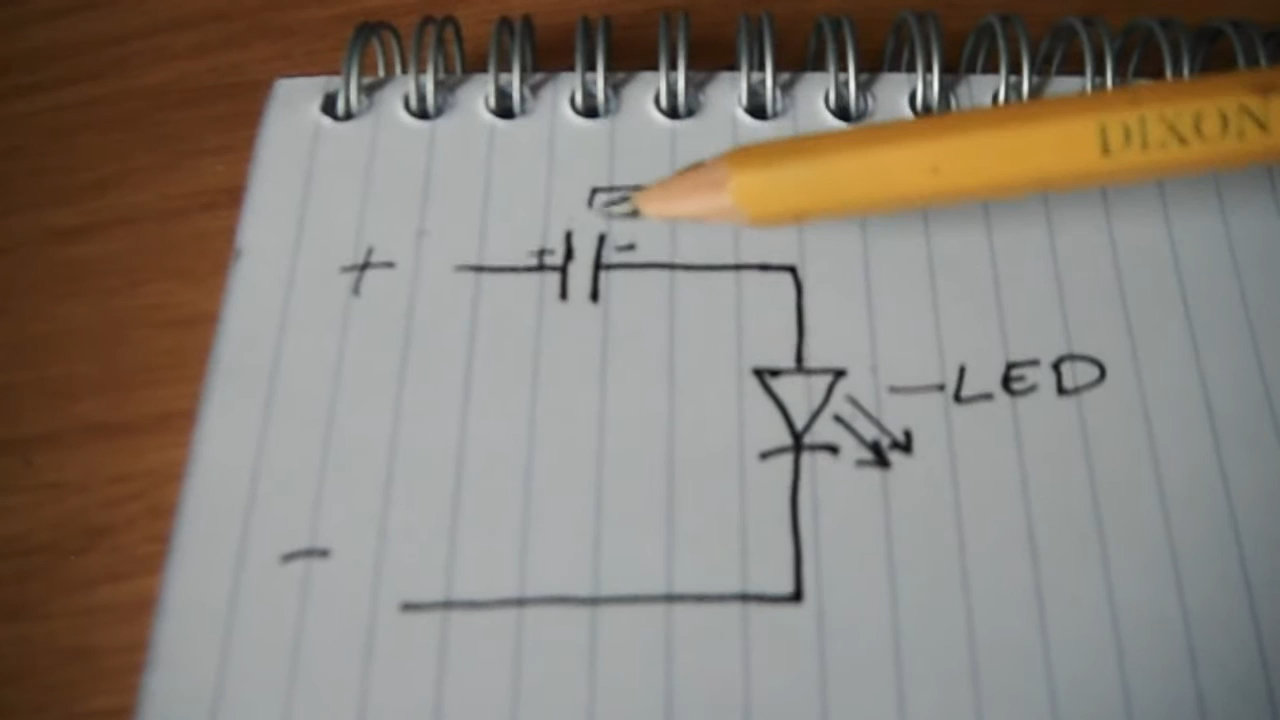 DIXON
+ -
+
-LED
-